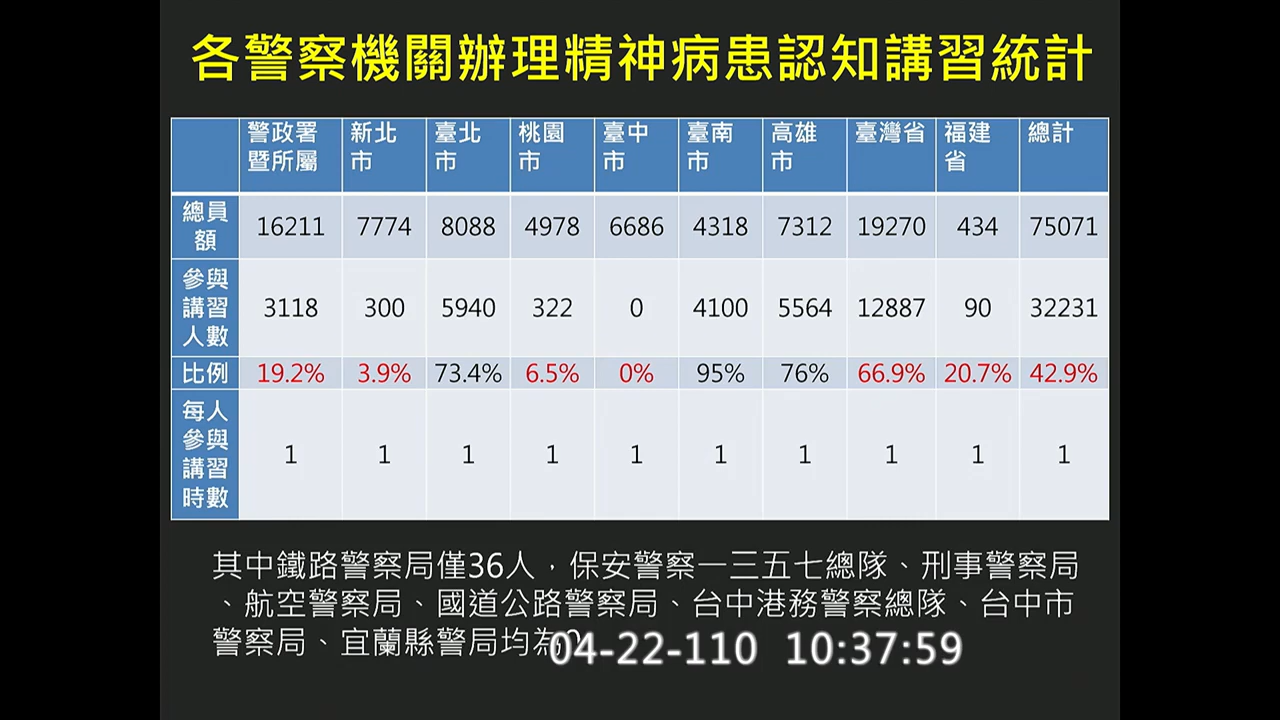 各警察機關辦理精神病患認知講習統計
警政署暨所屬 新北市 臺北市 桃園市 臺中市 臺南市 高雄市 臺灣省 福建省 總計
總員額 16211 7774 8088 4978 6686 4318 7312 19270 434 75071
參與講習人數 3118 300 5940 322 0 4100 5564 12887 90 32231
比例 19.2% 3.9% 73.4% 6.5% 0% 95% 76% 66.9% 20.7% 42.9%
每人參與講習時數 1 1 1 1 1 1 1 1 1 1
其中鐵路警察局僅36人，保安警察一三五七總隊、刑事警察局
、航空警察局、國道公路警察局、台中港務警察總隊、台中市
警察局、宜蘭縣警局均為
04-22-110 10:37:59